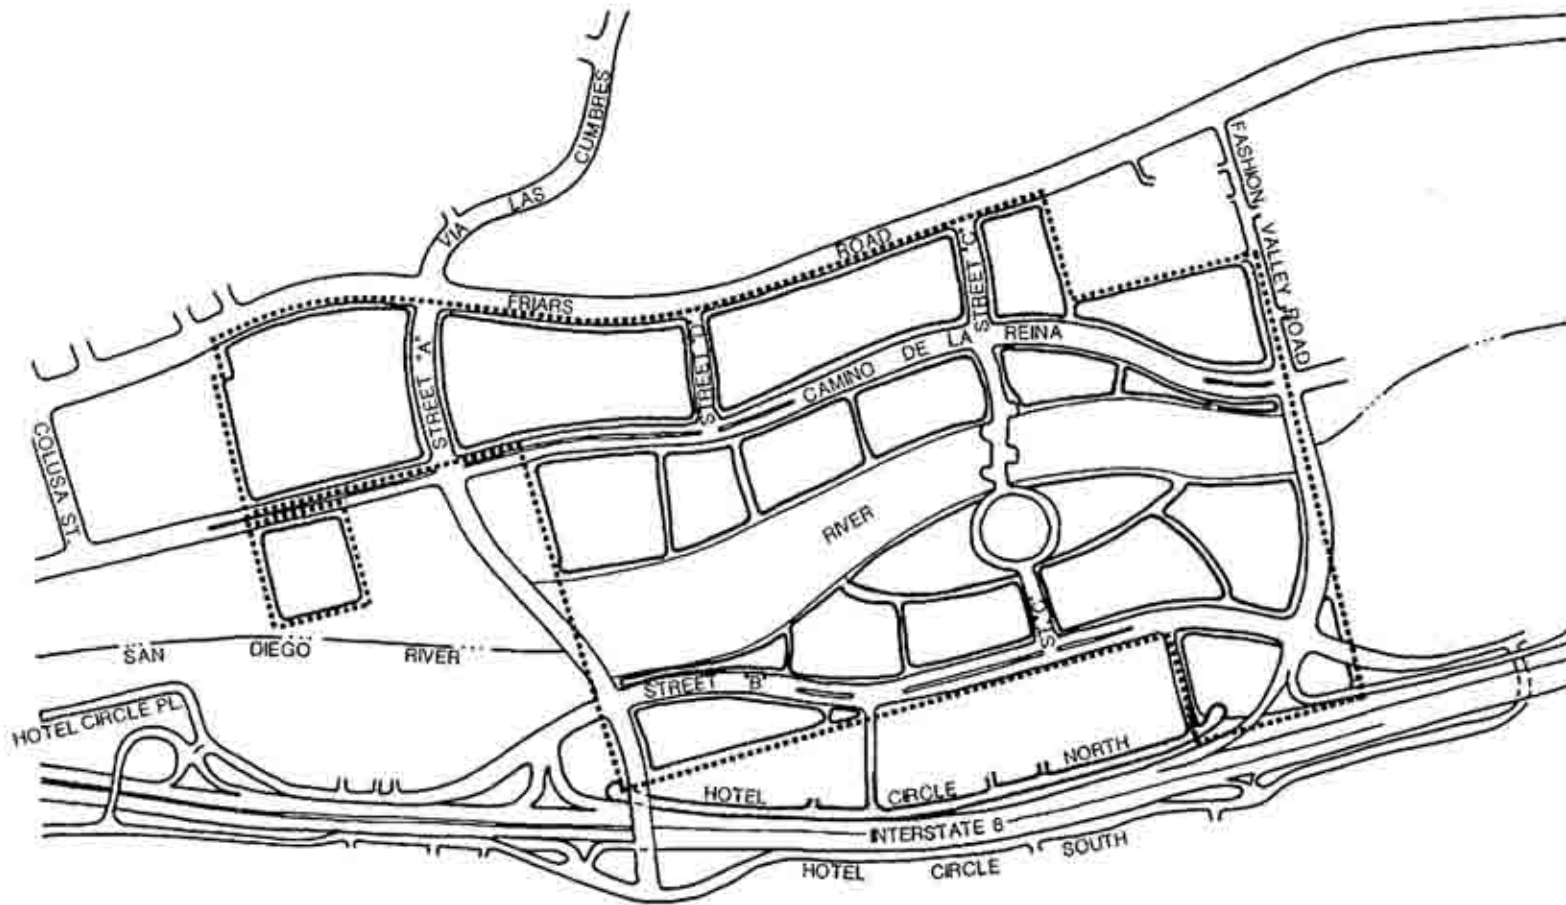 VIA LAS CUMBRES
FASHION VALLEY ROAD
FRIARS ROAD
STREET "A"
STREET "D"
STREET "C"
CAMINO DE LA REINA
COLUSA ST.
RIVER
SAN DIEGO RIVER
STREET "B"
HOTEL CIRCLE PL.
HOTEL CIRCLE NORTH
INTERSTATE 8
HOTEL CIRCLE SOUTH